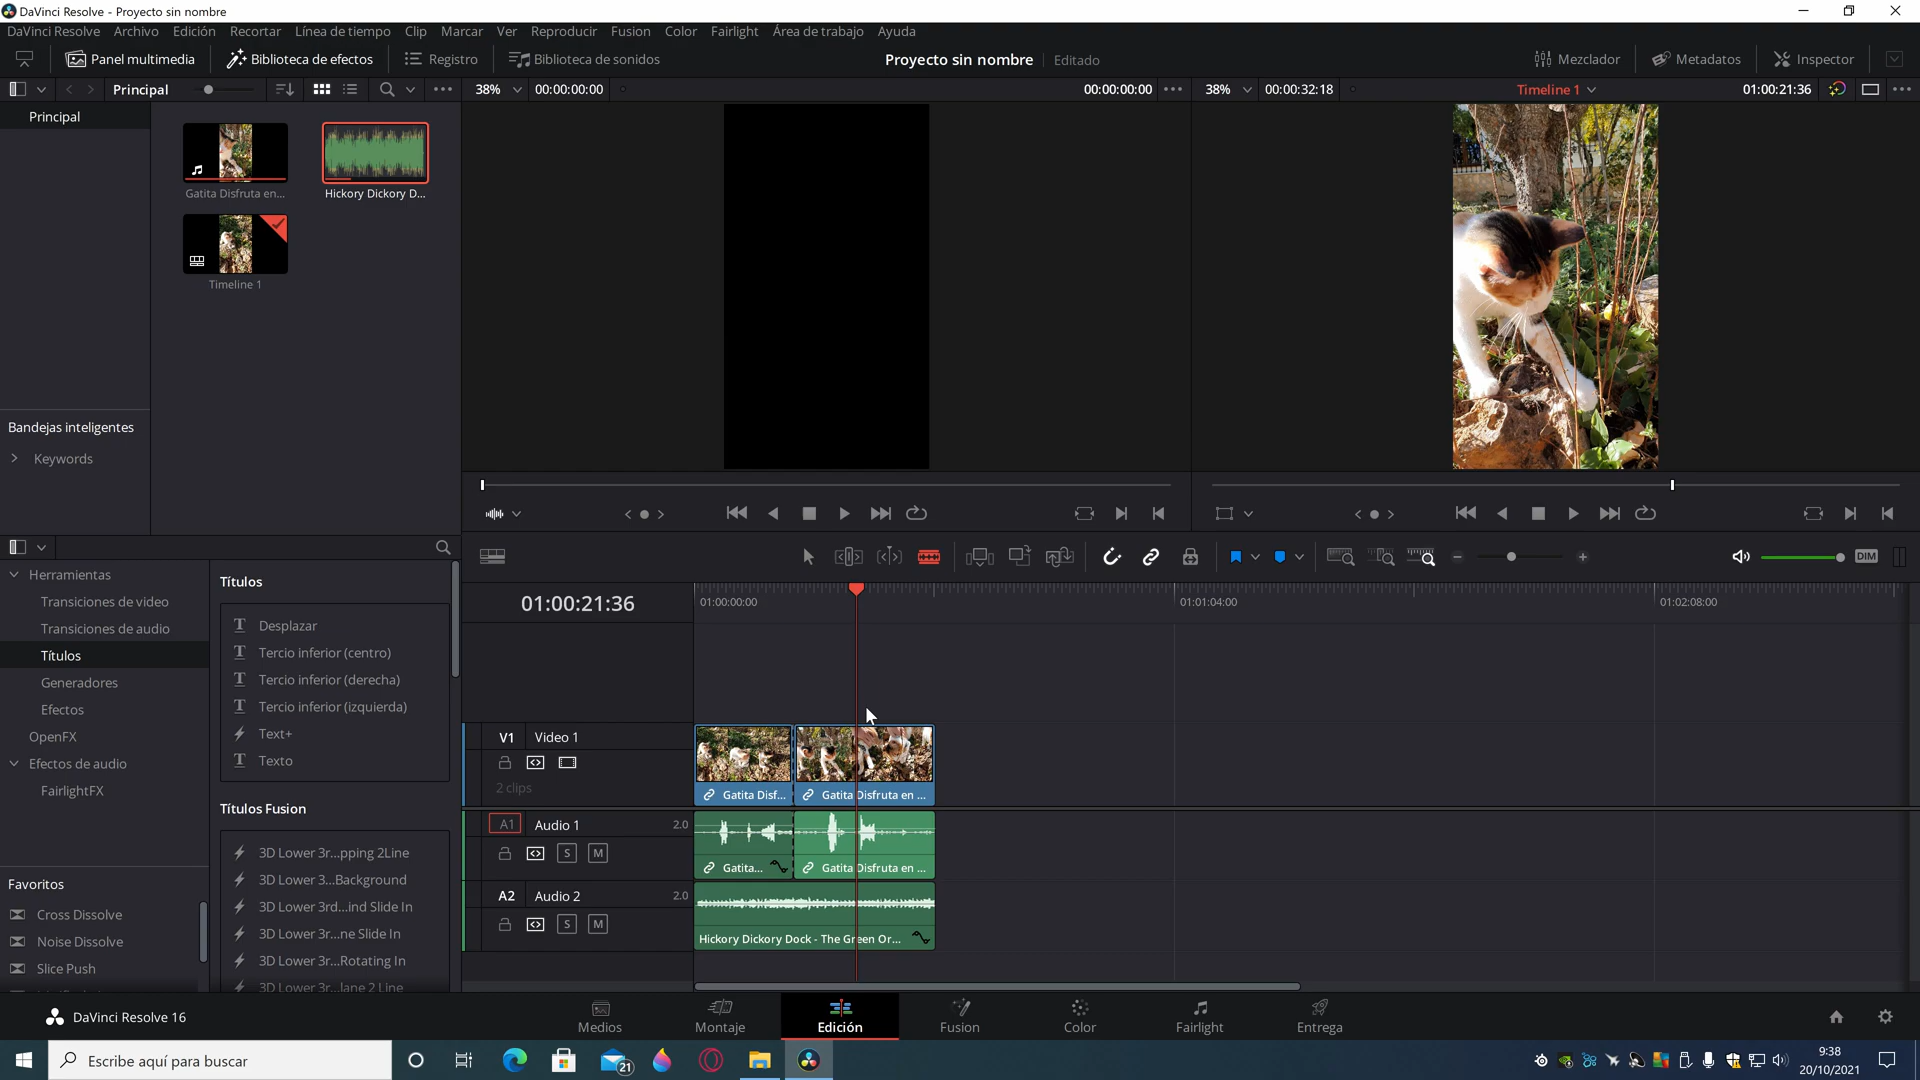 DaVinci Resolve - Proyecto sin nombre
DaVinci Resolve Archivo Edición Recortar Línea de tiempo Clip Marcar Ver Reproducir Fusion Color Fairlight Área de trabajo Ayuda
Panel multimedia Biblioteca de efectos Registro Biblioteca de sonidos Proyecto sin nombre Editado Mezclador Metadatos Inspector
Principal 38% 00:00:00:00 00:00:00:00 38% 00:00:32:18 Timeline 1 01:00:21:36
Principal
Gatita Disfruta en... Hickory Dickory D...
Timeline 1
Bandejas inteligentes
Keywords
DIM
Herramientas
Transiciones de video
Transiciones de audio
Títulos
Generadores
Efectos
OpenFX
Efectos de audio
FairlightFX
Favoritos
Cross Dissolve
Noise Dissolve
Slice Push
Títulos
Desplazar
Tercio inferior (centro)
Tercio inferior (derecha)
Tercio inferior (izquierda)
Text+
Texto
Títulos Fusion
3D Lower 3r...pping 2Line
3D Lower 3...Background
3D Lower 3rd...ind Slide In
3D Lower 3r...ne Slide In
3D Lower 3r...Rotating In
3D Lower 3r...lane 2 Line
01:00:21:36 01:00:00:00 01:01:04:00 01:02:08:00
V1 Video 1
2 clips
Gatita Disf... Gatita Disfruta en ...
A1 Audio 1 2.0
S M
Gatita... Gatita Disfruta en ...
A2 Audio 2 2.0
S M
Hickory Dickory Dock - The Green Or...
DaVinci Resolve 16 Medios Montaje Edición Fusion Color Fairlight Entrega
Escribe aquí para buscar 21 9:38
20/10/2021